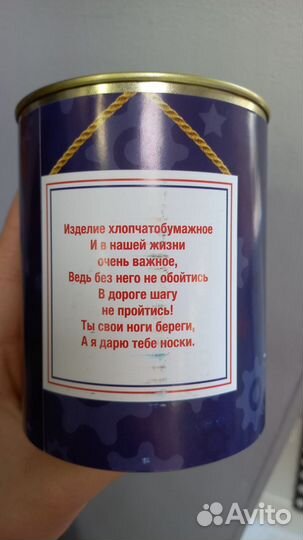 Изделие хлопчатобумажное
И в нашей жизни
очень важное,
Ведь без него не обойтись
В дороге шагу
не пройтись!
Ты свои ноги береги,
А я дарю тебе носки.
Avito